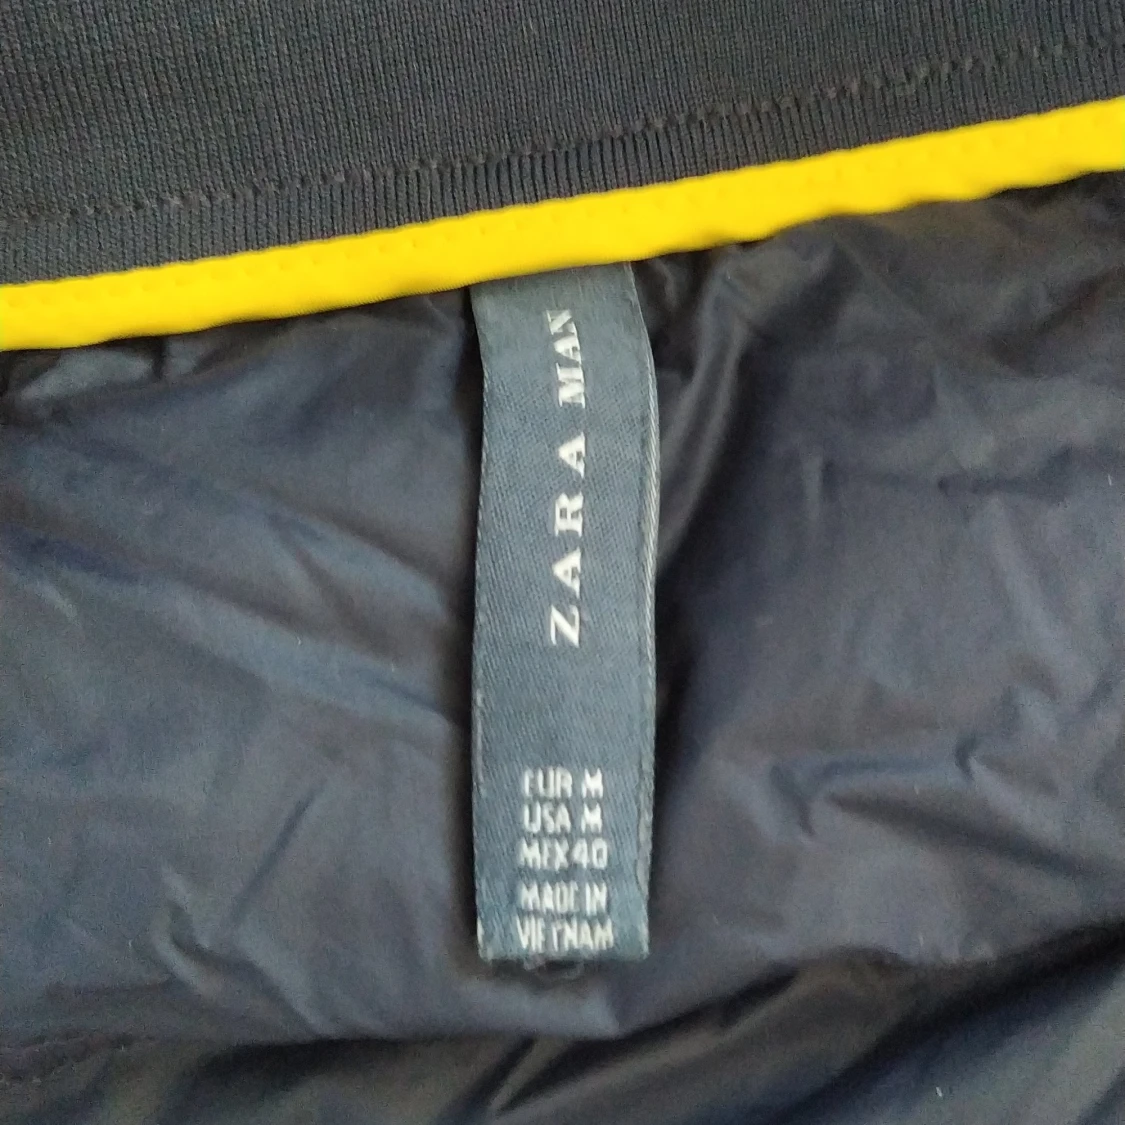 ZARA MAN
EUR M
USA M
MEX 40
MADE IN
VIETNAM